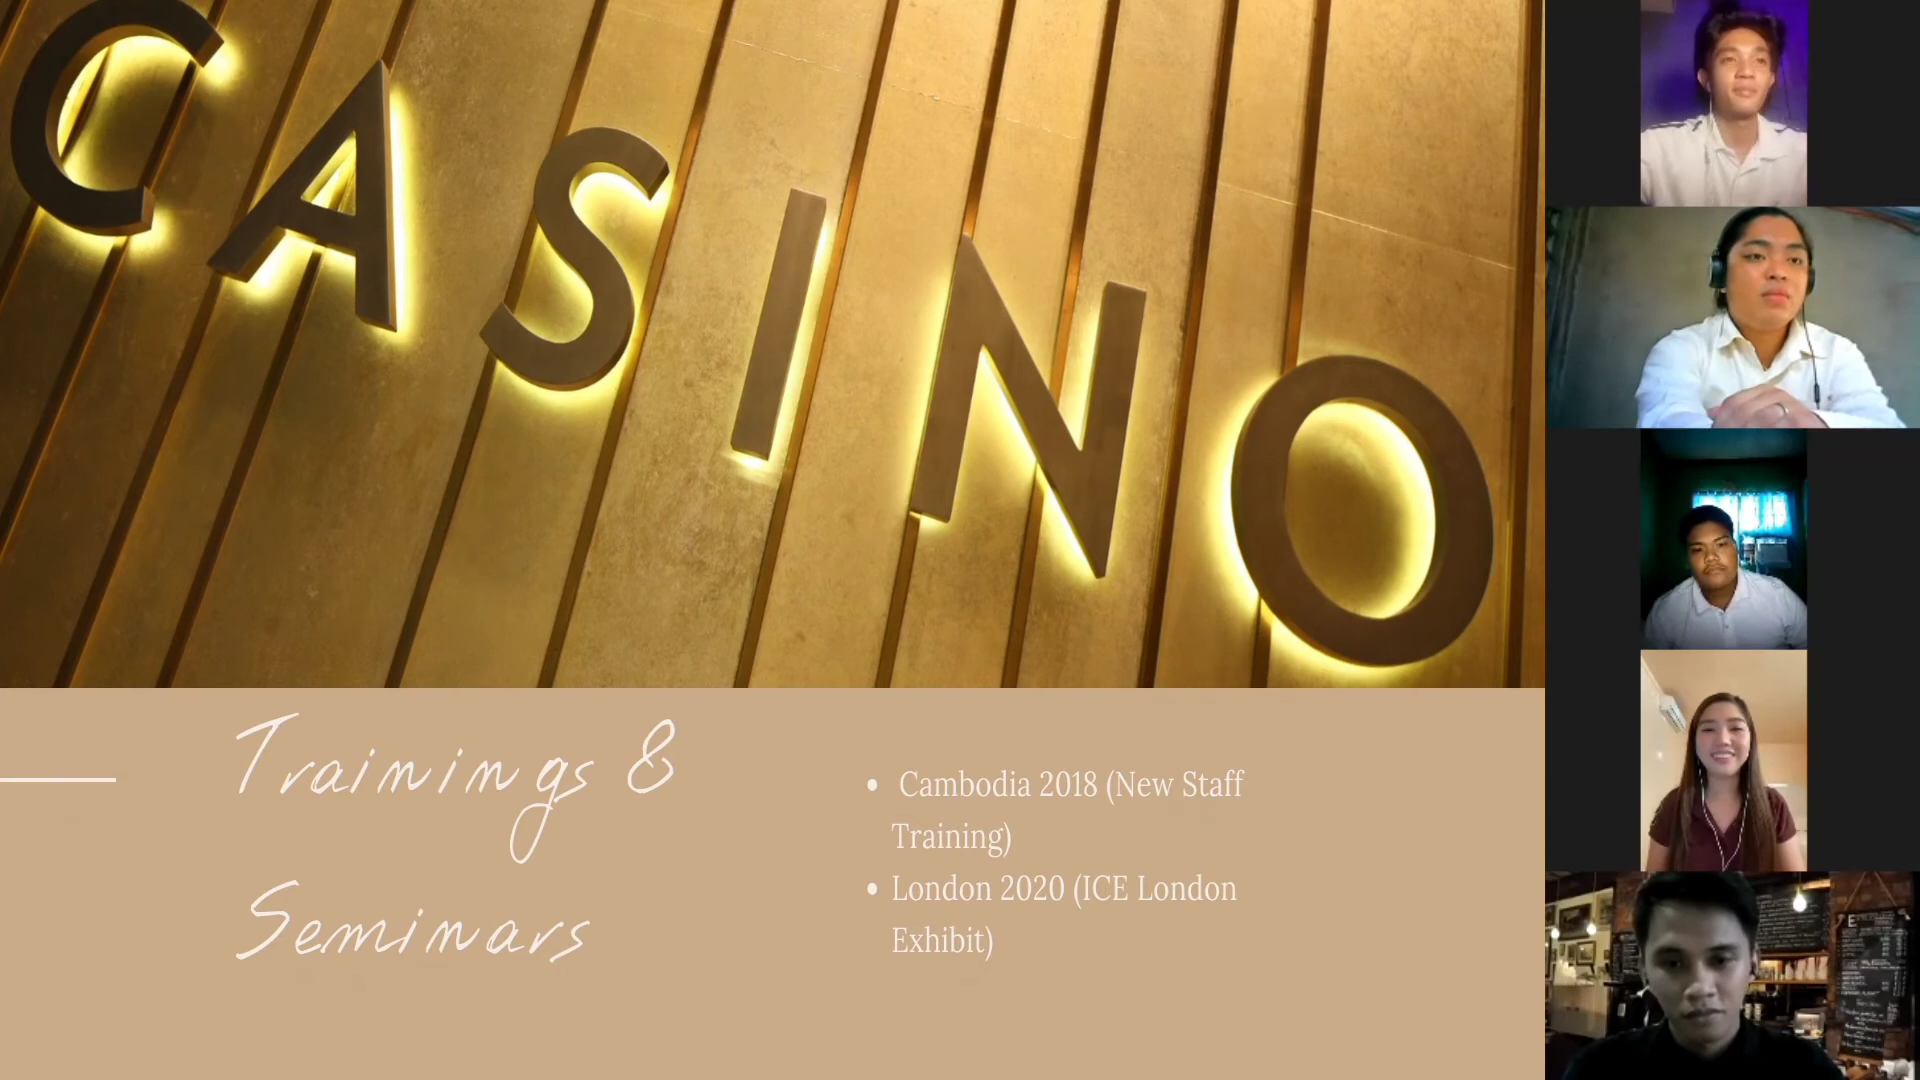 CASINO
Trainings &
Seminars
• Cambodia 2018 (New Staff
Training)
• London 2020 (ICE London
Exhibit)